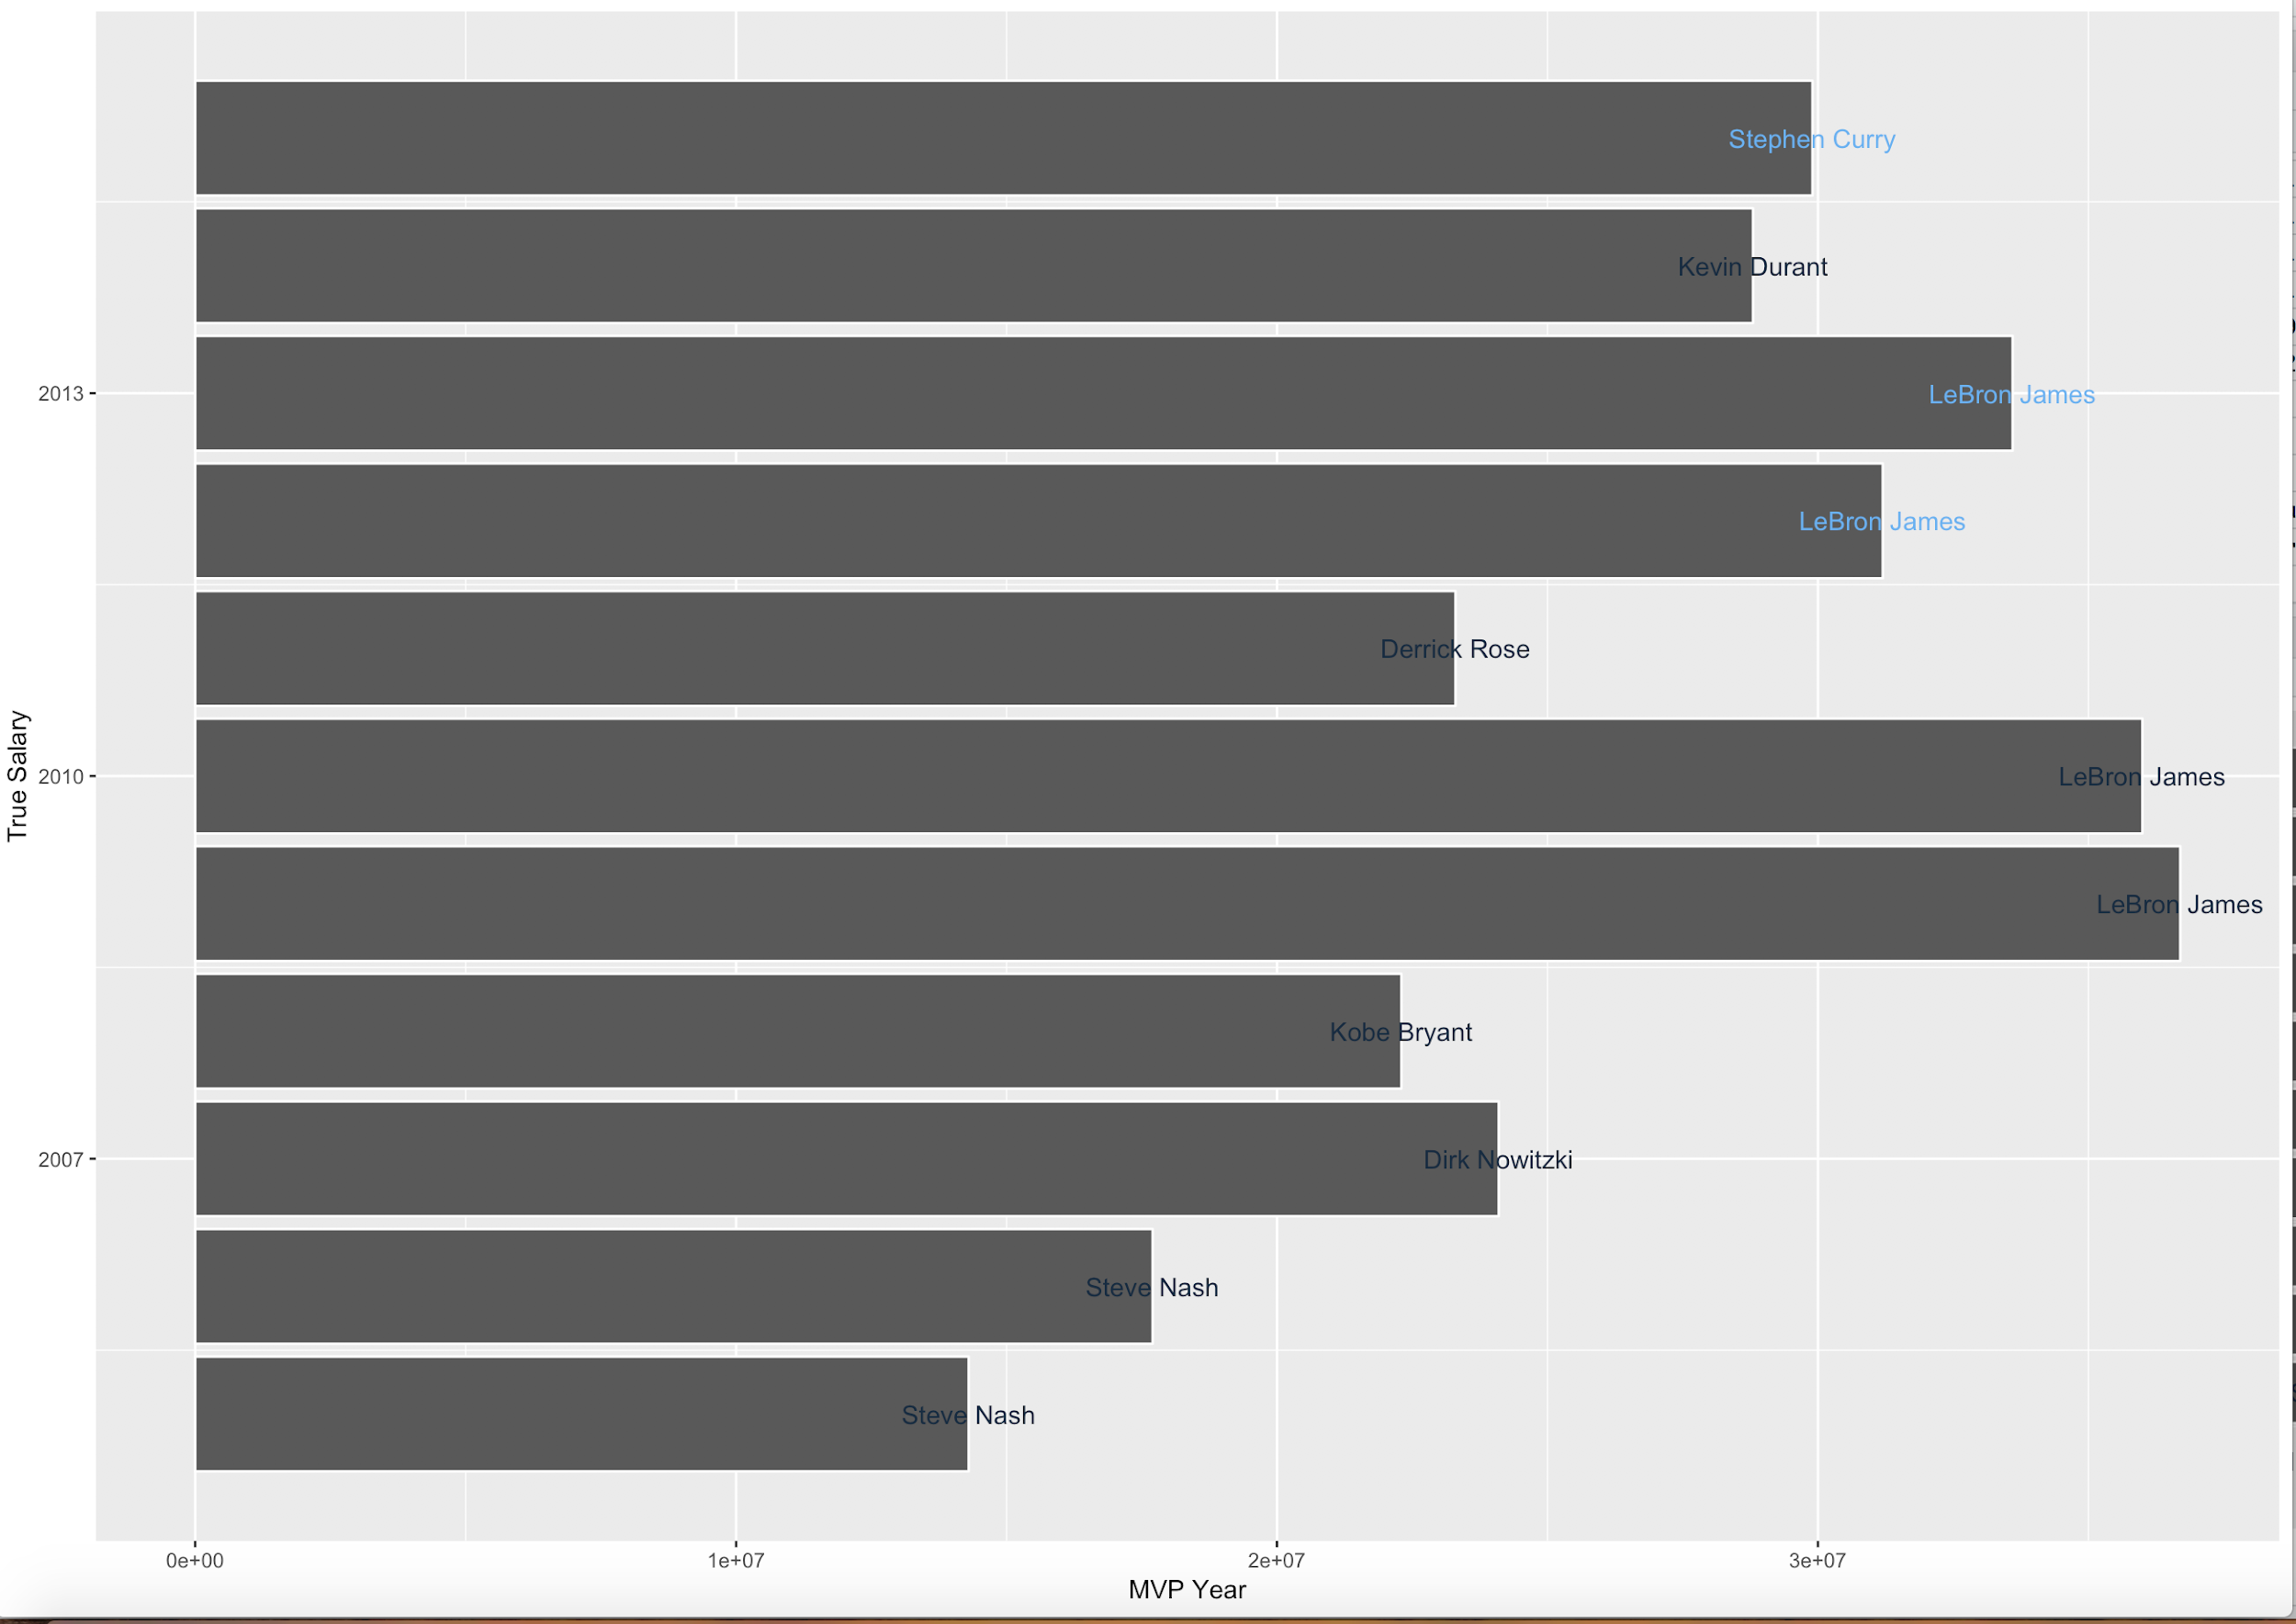 Stephen Curry
Kevin Durant
2013
LeBron James
LeBron James
Derrick Rose
True Salary
2010
LeBron James
LeBron James
Kobe Bryant
2007
Dirk Nowitzki
Steve Nash
Steve Nash
0e+00 1e+07 2e+07 3e+07
MVP Year